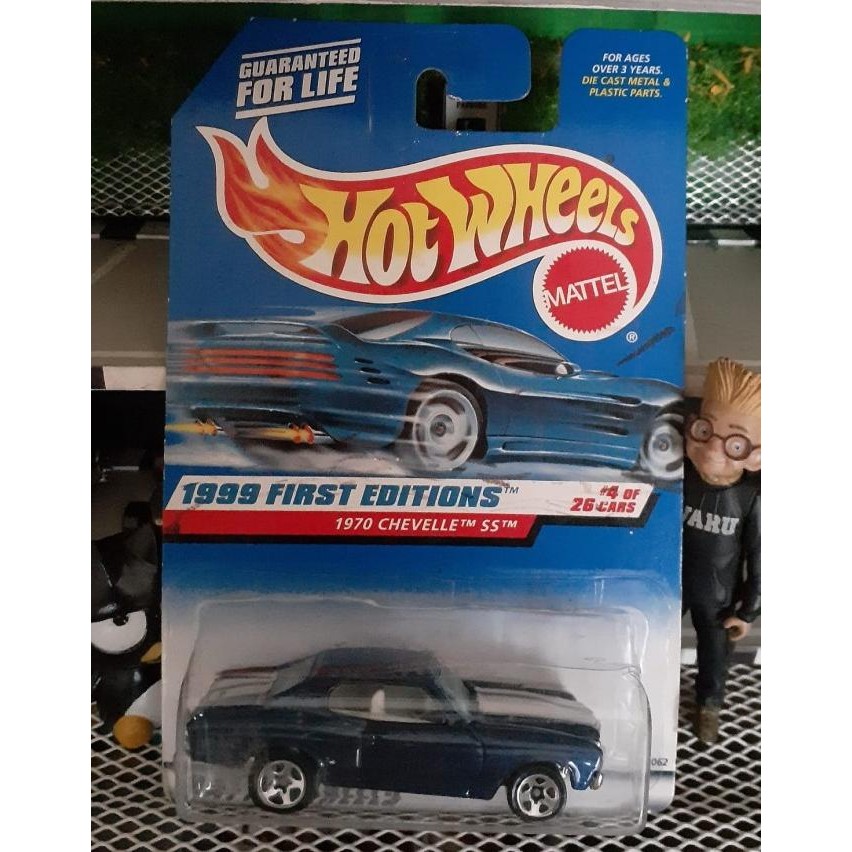 GUARANTEED
FOR LIFE
FOR AGES
OVER 3 YEARS.
DIE CAST METAL &
PLASTIC PARTS.
HOT WHEELS
MATTEL
®
1999 FIRST EDITIONS™
#4 OF
26 CARS
1970 CHEVELLE™ SS™
062